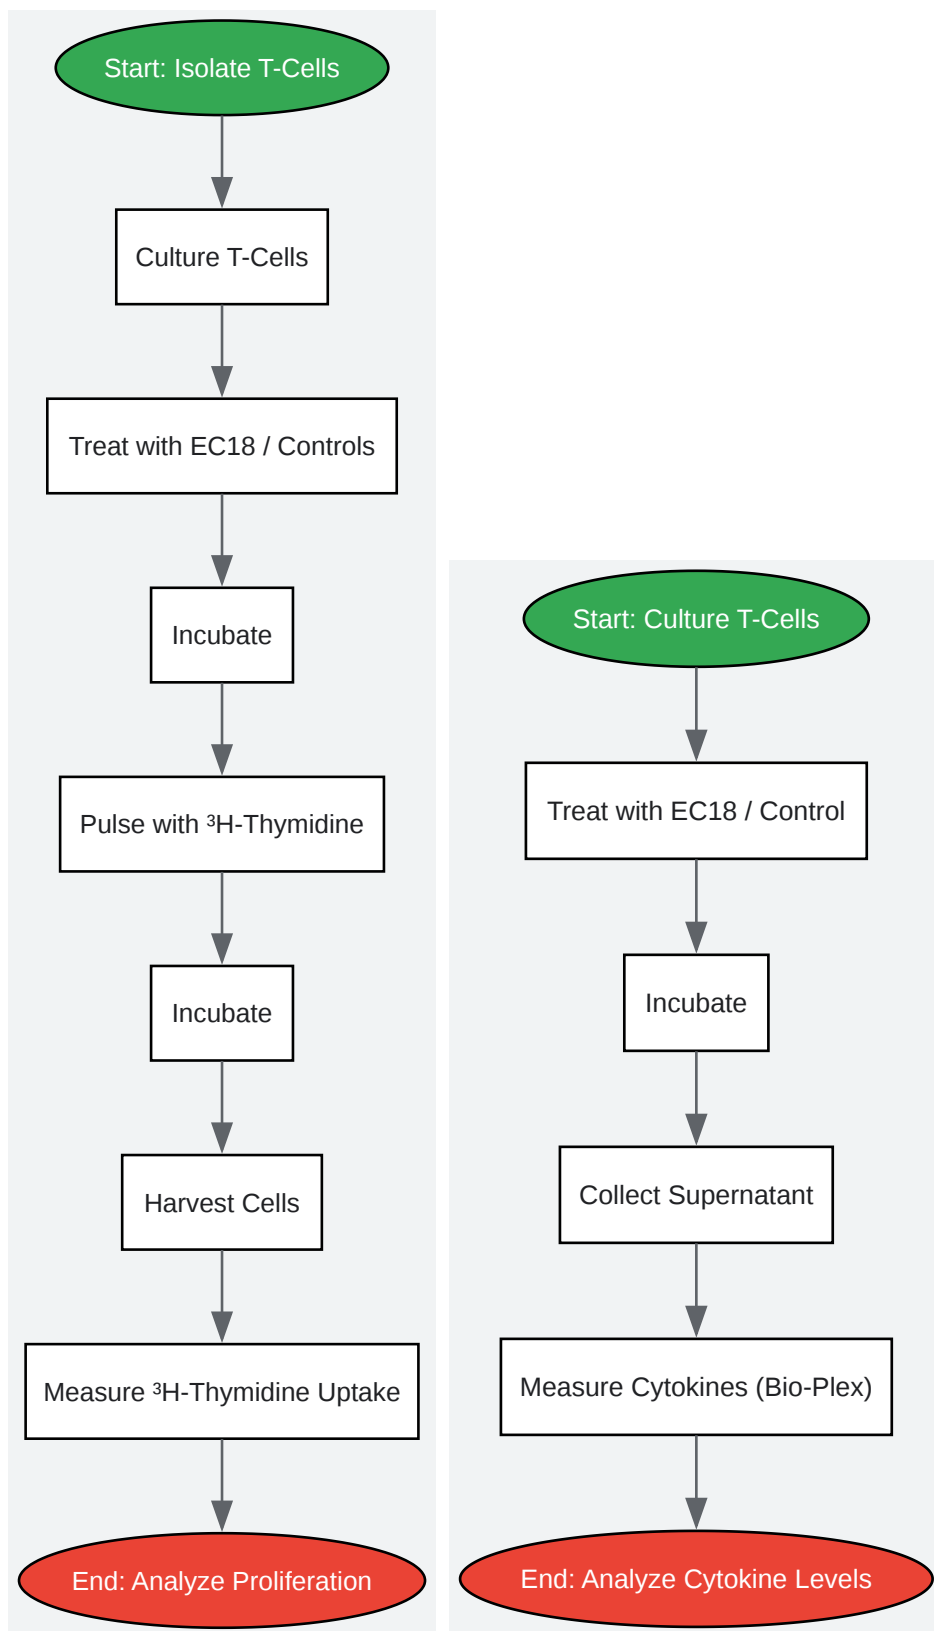 Start: Isolate T-Cells
Culture T-Cells
Treat with EC18 / Controls
Incubate
Pulse with ³H-Thymidine
Incubate
Harvest Cells
Measure ³H-Thymidine Uptake
End: Analyze Proliferation
Start: Culture T-Cells
Treat with EC18 / Control
Incubate
Collect Supernatant
Measure Cytokines (Bio-Plex)
End: Analyze Cytokine Levels